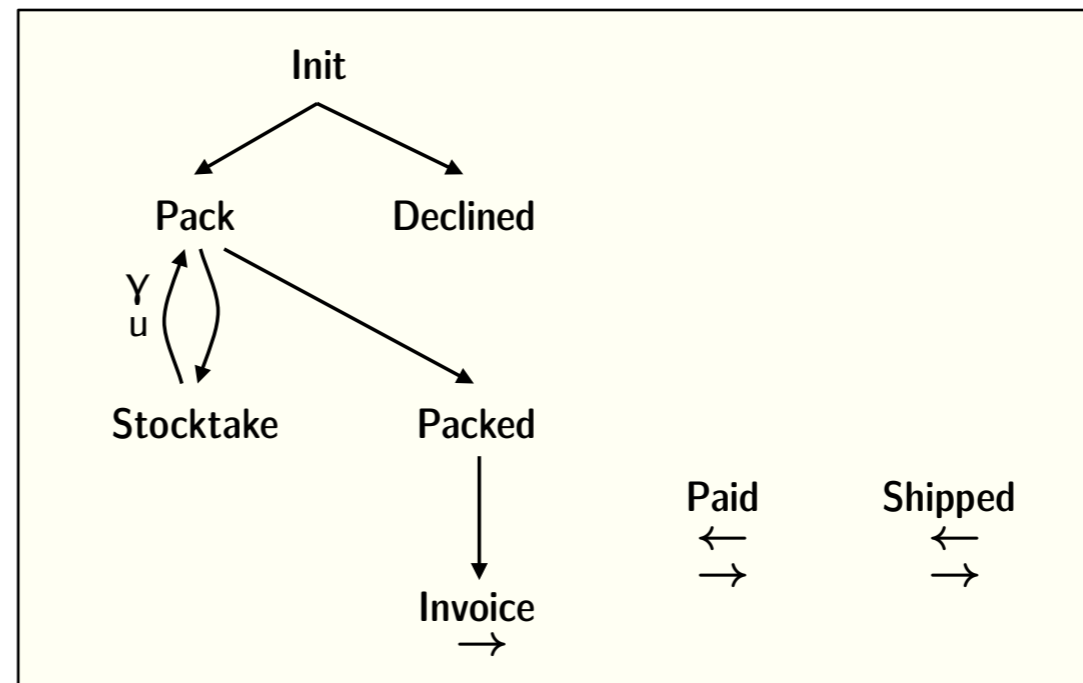 Init
Pack Declined
γ
u
Stocktake Packed
Paid Shipped
← ←
→ →
Invoice
→